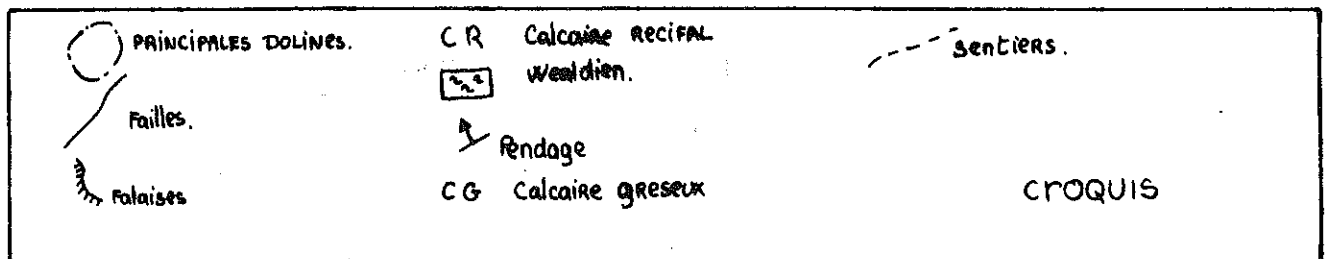 PRINCIPALES DOLINES.
Failles.
Falaises
CR Calcaire RECIFAL
Wealdien.
Pendage
CG Calcaire GRESEUX
SENTIERS.
CROQUIS